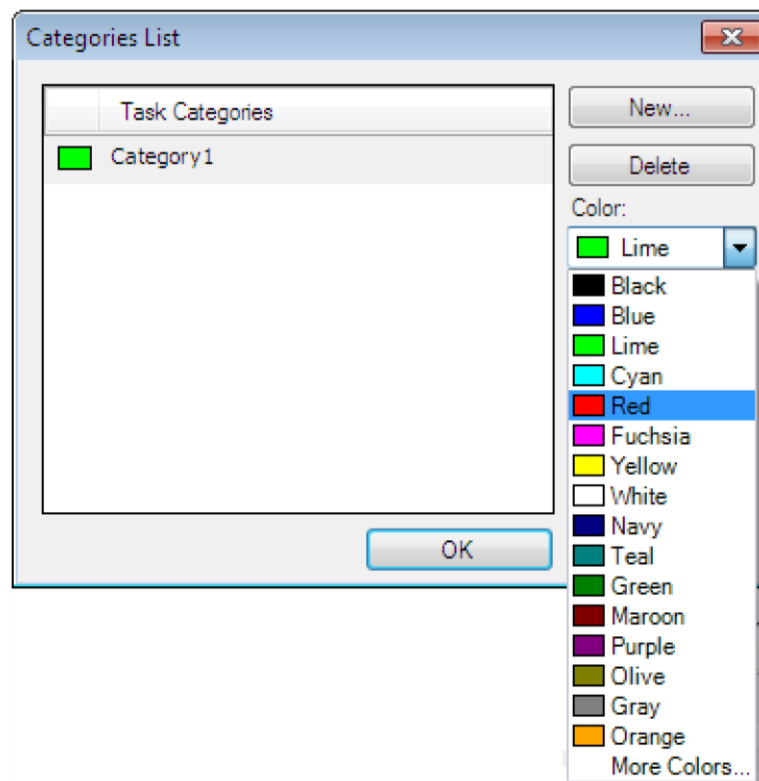 Categories List
Task Categories
Category1
New...
Delete
Color:
Lime
Black
Blue
Lime
Cyan
Red
Fuchsia
Yellow
White
Navy
Teal
Green
Maroon
Purple
Olive
Gray
Orange
More Colors...
OK